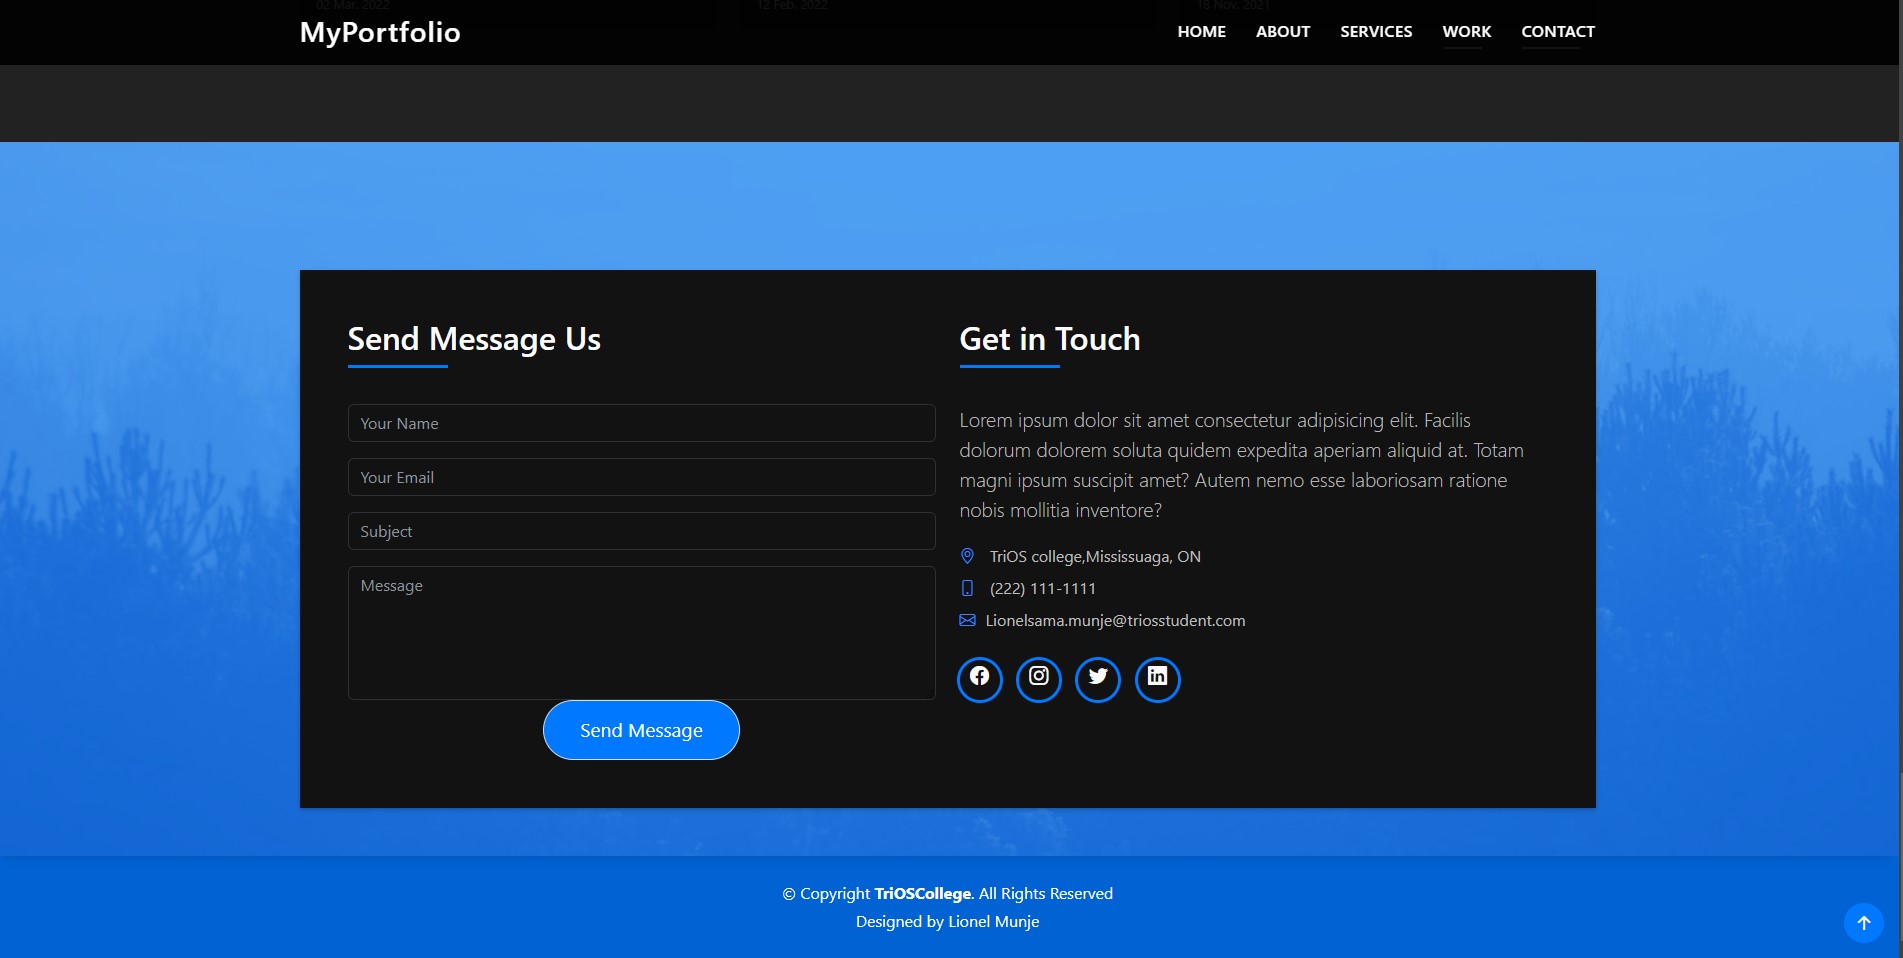 02 Mar. 2022
12 Feb. 2022
18 Nov. 2021
MyPortfolio
HOME
ABOUT
SERVICES
WORK
CONTACT
Send Message Us
Your Name
Your Email
Subject
Message
Send Message
Get in Touch
Lorem ipsum dolor sit amet consectetur adipisicing elit. Facilis
dolorum dolorem soluta quidem expedita aperiam aliquid at. Totam
magni ipsum suscipit amet? Autem nemo esse laboriosam ratione
nobis mollitia inventore?
TriOS college,Mississuaga, ON
(222) 111-1111
Lionelsama.munje@triosstudent.com
© Copyright TriOSCollege. All Rights Reserved
Designed by Lionel Munje